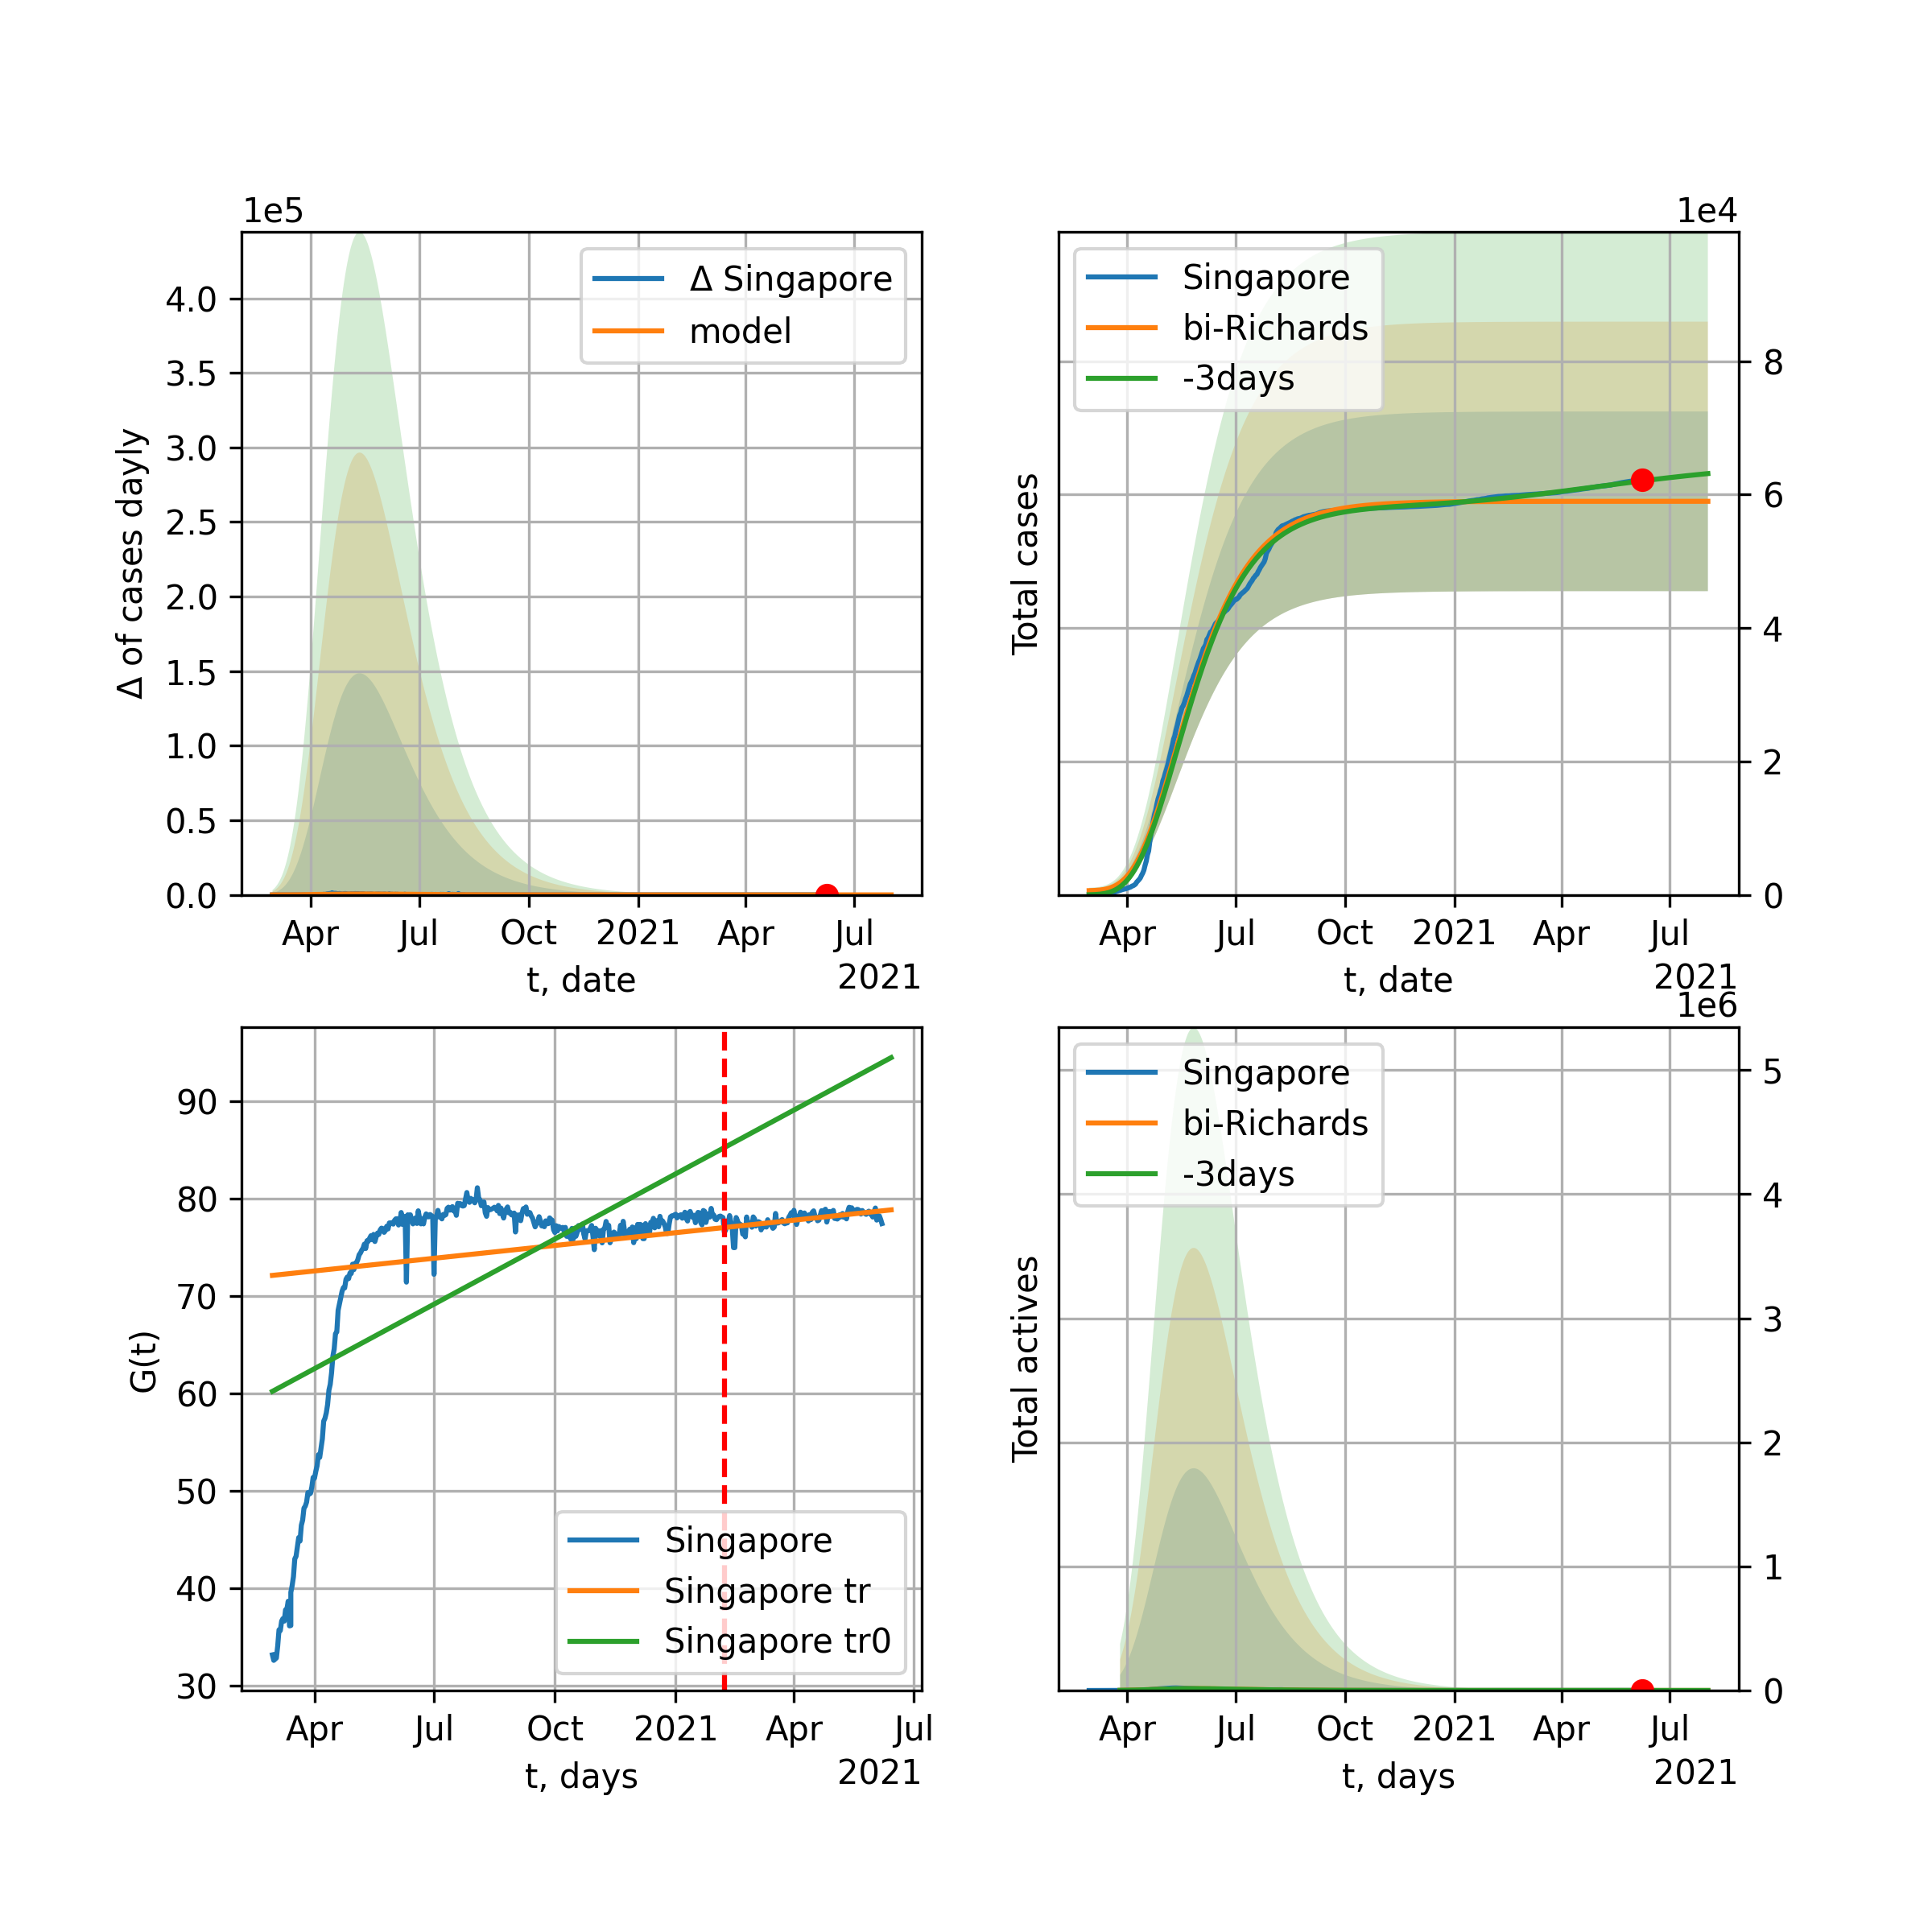 1e5
Δ of cases dayly
4.0
3.5
3.0
2.5
2.0
1.5
1.0
0.5
0.0
Δ Singapore
model
Apr Jul Oct 2021 Apr Jul
t, date
2021
1e4
Total cases
Singapore
bi-Richards
-3days
8
6
4
2
0
Apr Jul Oct 2021 Apr Jul
t, date
2021
G(t)
90
80
70
60
50
40
30
Singapore
Singapore tr
Singapore tr0
Apr Jul Oct 2021 Apr Jul
t, days
2021
1e6
Total actives
Singapore
bi-Richards
-3days
5
4
3
2
1
0
Apr Jul Oct 2021 Apr Jul
t, days
2021